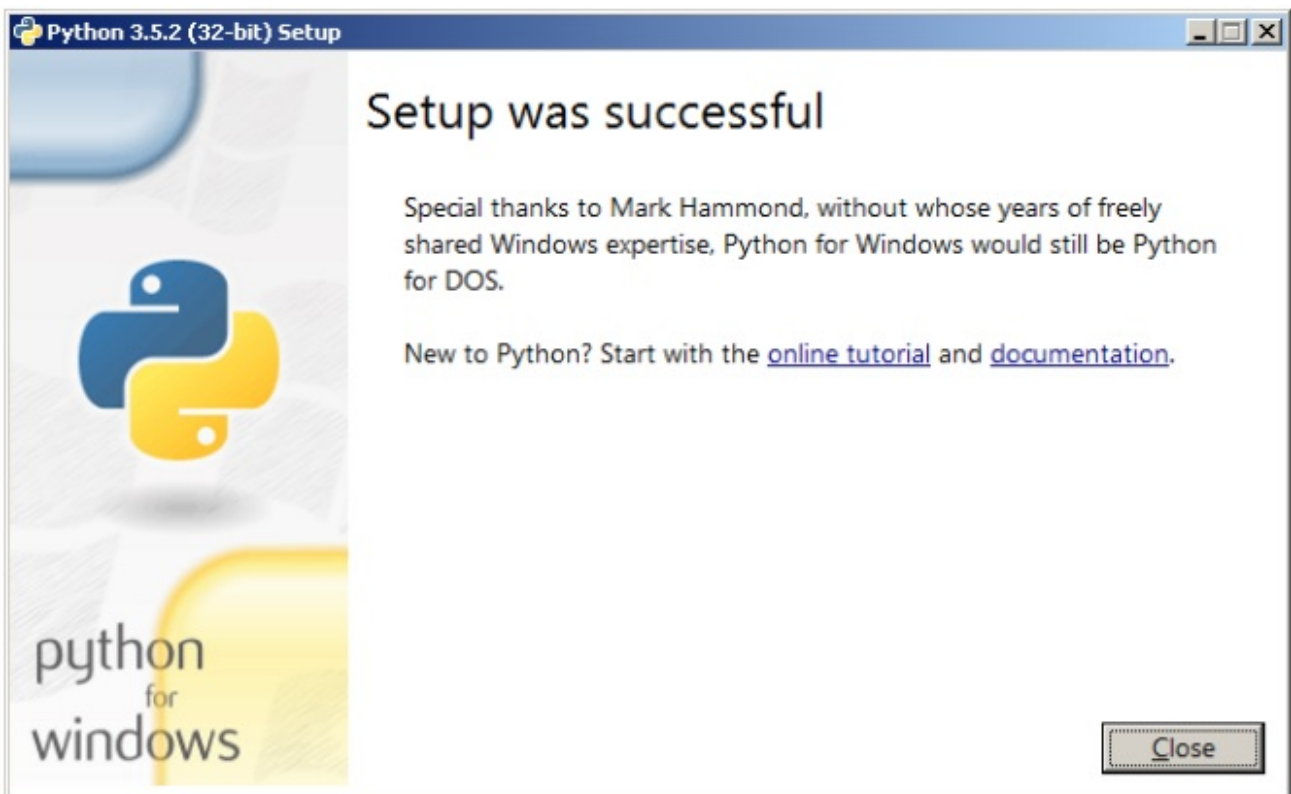 Python 3.5.2 (32-bit) Setup
Setup was successful
Special thanks to Mark Hammond, without whose years of freely
shared Windows expertise, Python for Windows would still be Python
for DOS.
New to Python? Start with the online tutorial and documentation.
python
for
windows
Close